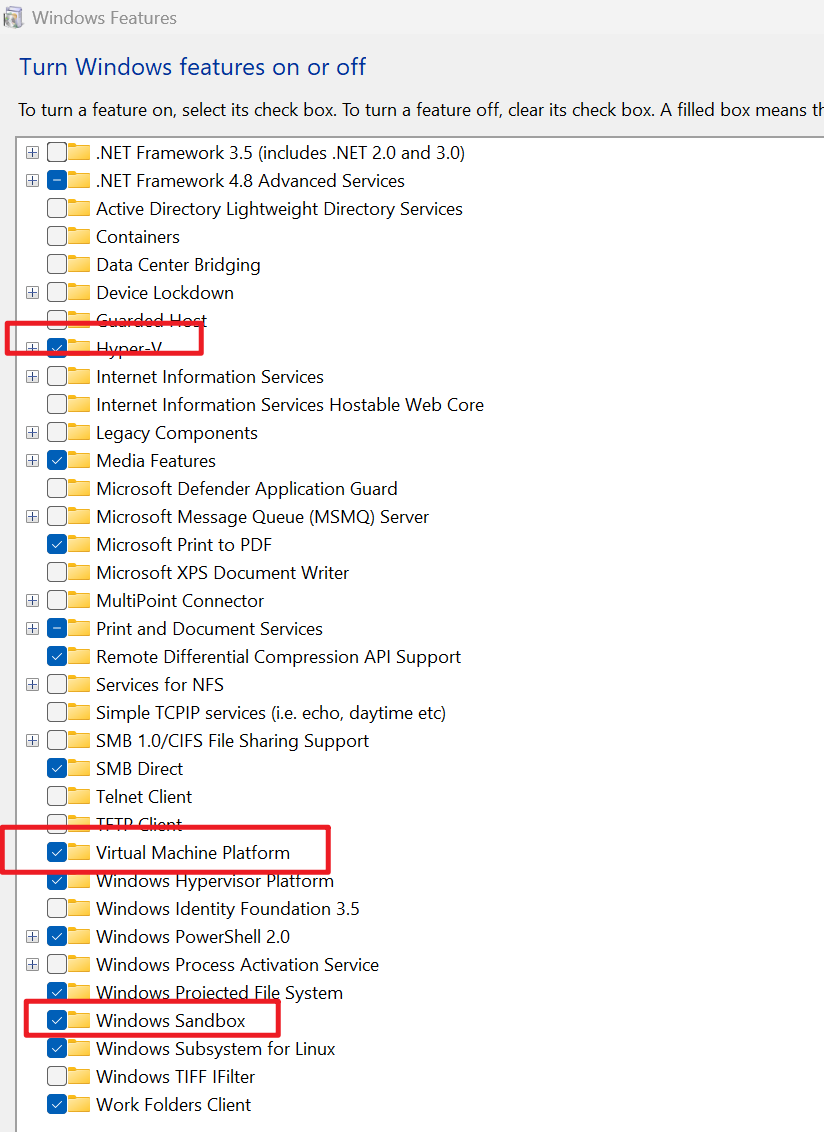 Windows Features
Turn Windows features on or off
To turn a feature on, select its check box. To turn a feature off, clear its check box. A filled box means
.NET Framework 3.5 (includes .NET 2.0 and 3.0)
.NET Framework 4.8 Advanced Services
Active Directory Lightweight Directory Services
Containers
Data Center Bridging
Device Lockdown
Guarded Host
Hyper-V
Internet Information Services
Internet Information Services Hostable Web Core
Legacy Components
Media Features
Microsoft Defender Application Guard
Microsoft Message Queue (MSMQ) Server
Microsoft Print to PDF
Microsoft XPS Document Writer
MultiPoint Connector
Print and Document Services
Remote Differential Compression API Support
Services for NFS
Simple TCPIP services (i.e. echo, daytime etc)
SMB 1.0/CIFS File Sharing Support
SMB Direct
Telnet Client
TFTP Client
Virtual Machine Platform
Windows Hypervisor Platform
Windows Identity Foundation 3.5
Windows PowerShell 2.0
Windows Process Activation Service
Windows Projected File System
Windows Sandbox
Windows Subsystem for Linux
Windows TIFF IFilter
Work Folders Client